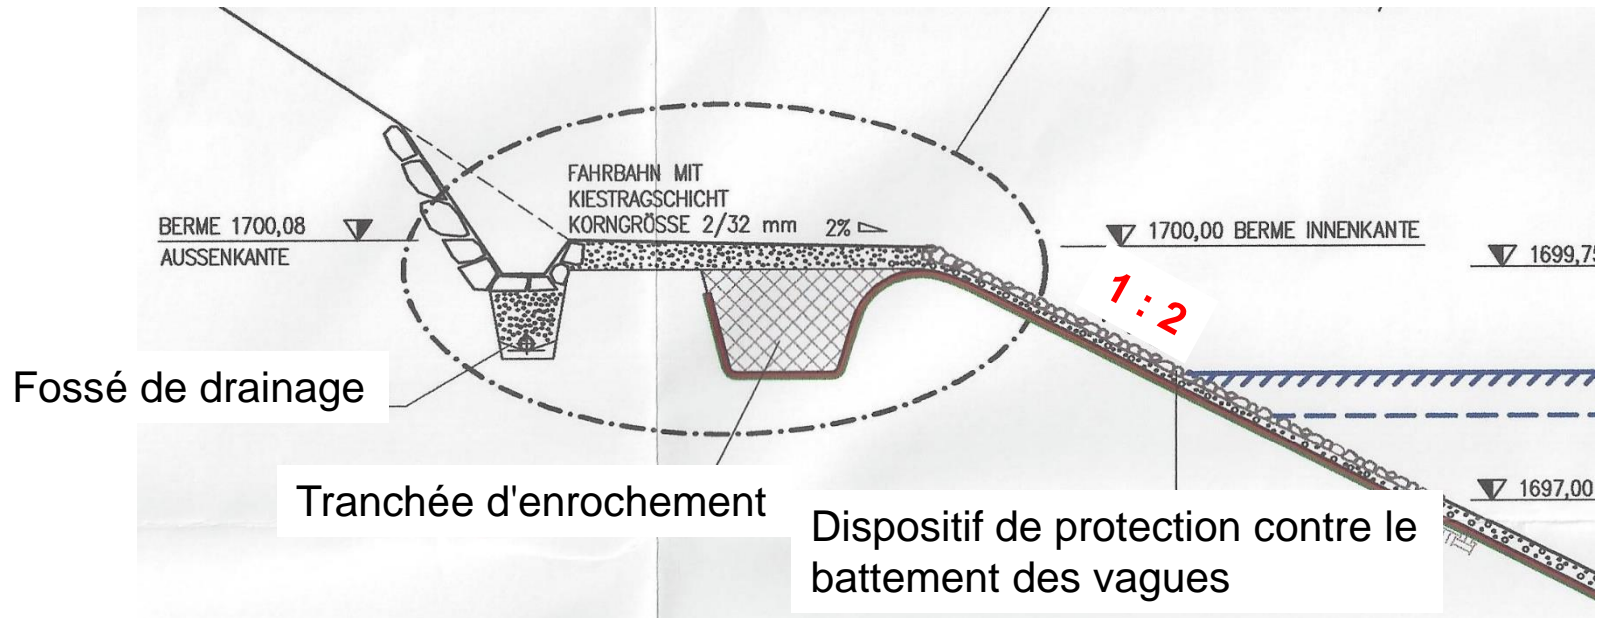 FAHRBAHN MIT
KIESTRAGSCHICHT
KORNGRÖSSE 2/32 mm
2%
BERME 1700,08
AUSSENKANTE
1700,00 BERME INNENKANTE
1699,75
1 : 2
Fossé de drainage
Tranchée d'enrochement
1697,00
Dispositif de protection contre le
battement des vagues